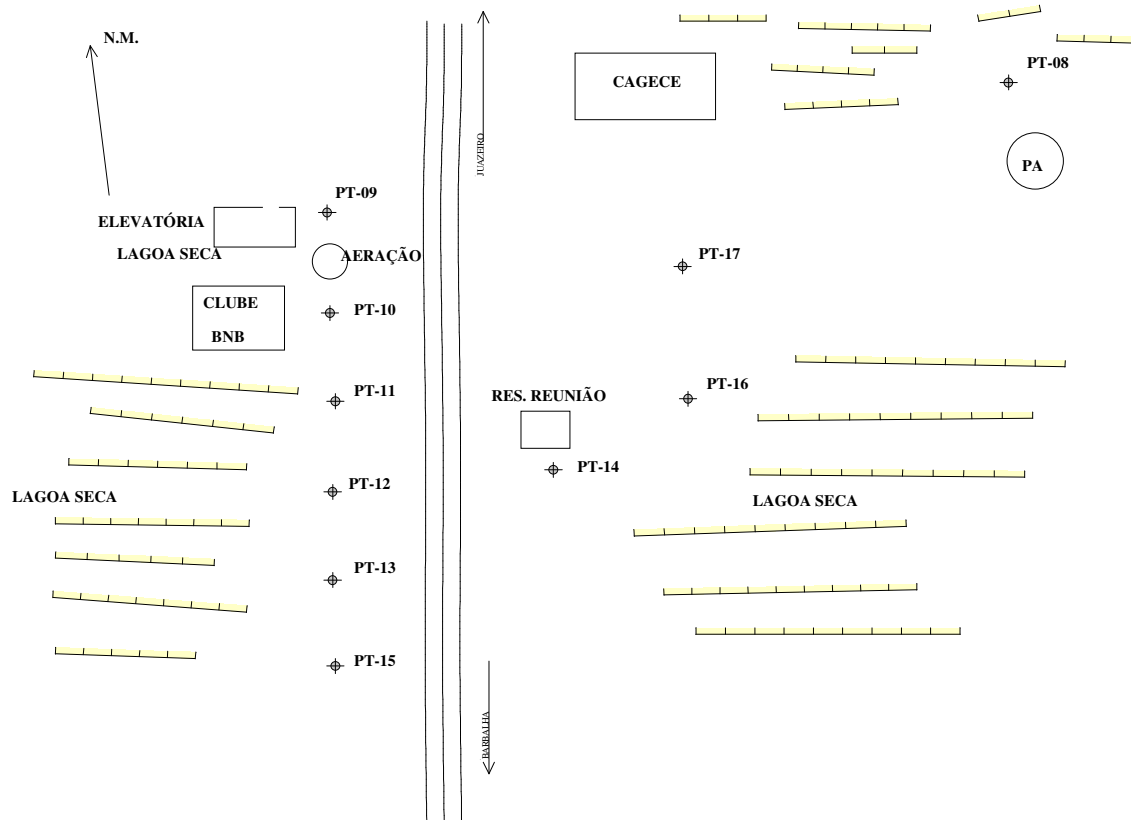 N.M.
JUAZEIRO
CAGECE
PT-08
PA
PT-09
ELEVATÓRIA
LAGOA SECA
AERAÇÃO
PT-17
CLUBE
BNB
PT-10
PT-11
PT-16
RES. REUNIÃO
PT-14
PT-12
LAGOA SECA
LAGOA SECA
PT-13
PT-15
BARBALHA